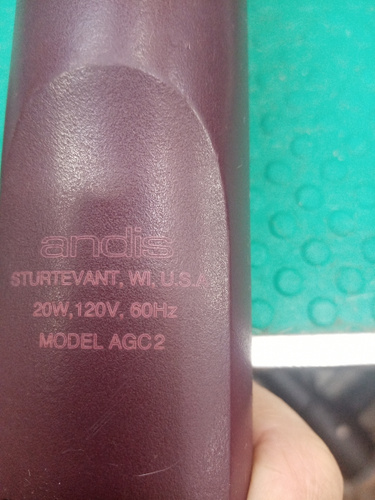 andis
STURTEVANT, WI, U.S.A
20W, 120V, 60Hz
MODEL AGC2